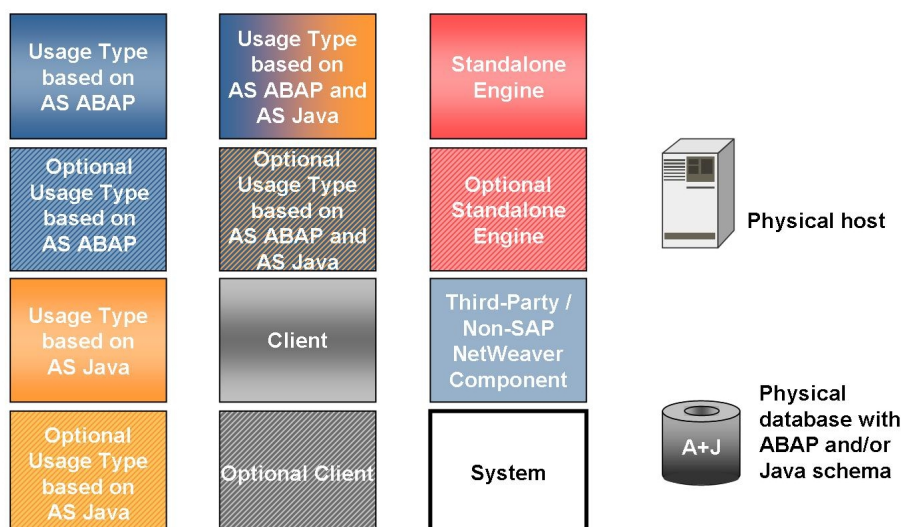 Usage Type
based on
AS ABAP
Usage Type
based on
AS ABAP and
AS Java
Standalone
Engine
Optional
Usage Type
based on
AS ABAP
Optional
Usage Type
based on
AS ABAP and
AS Java
Optional
Standalone
Engine
Physical host
Usage Type
based on
AS Java
Client
Third-Party /
Non-SAP
NetWeaver
Component
Optional
Usage Type
based on
AS Java
Optional Client
System
A+J
Physical
database with
ABAP and/or
Java schema